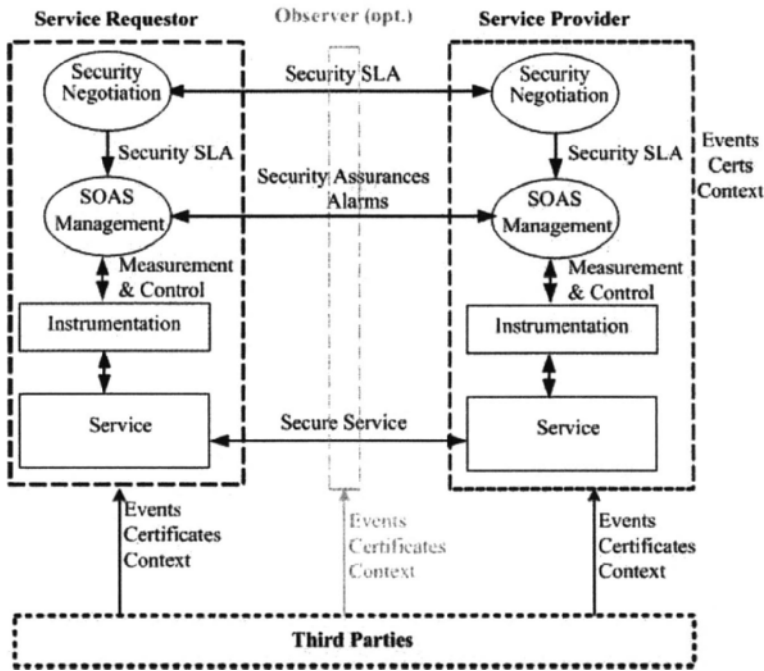 Service Requestor
Observer (opt.)
Service Provider
Security
Negotiation
Security SLA
Security
Negotiation
Security SLA
Security SLA
Events
Certs
Context
SOAS
Management
Security Assurances
Alarms
SOAS
Management
Measurement
& Control
Measurement
& Control
Instrumentation
Instrumentation
Service
Secure Service
Service
Events
Certificates
Context
Events
Certificates
Context
Events
Certificates
Context
Third Parties